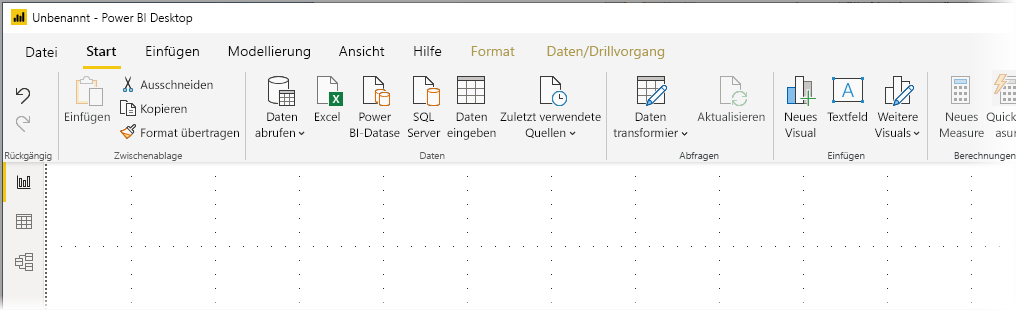 Unbenannt - Power BI Desktop
Datei Start Einfügen Modellierung Ansicht Hilfe Format Daten/Drillvorgang
Einfügen
Ausschneiden
Kopieren
Format übertragen
Daten
abrufen
Excel
Power
BI-Datase
SQL
Server
Daten
eingeben
Zuletzt verwendete
Quellen
Daten
transformier
Aktualisieren
Neues
Visual
Textfeld
Weitere
Visuals
Neues
Measure
Quick
asur
Rückgängig Zwischenablage Daten Abfragen Einfügen Berechnungen